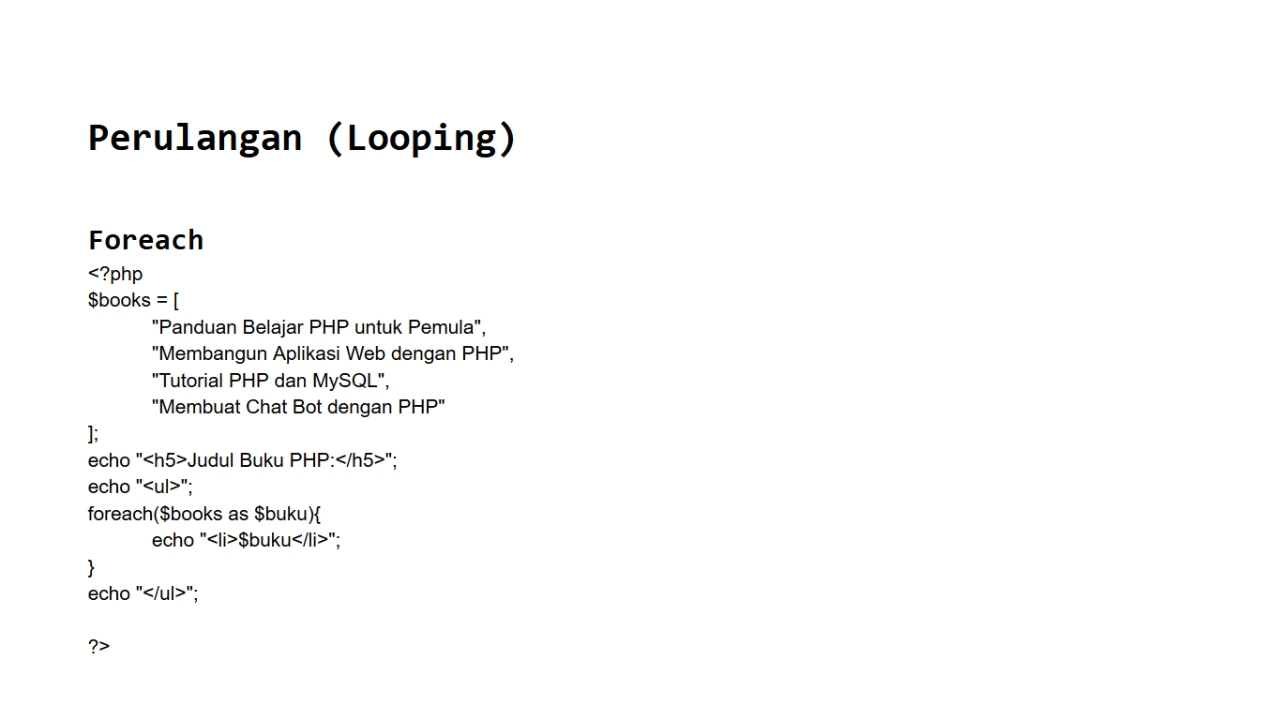 Perulangan (Looping)
Foreach
<?php
$books = [
"Panduan Belajar PHP untuk Pemula",
"Membangun Aplikasi Web dengan PHP",
"Tutorial PHP dan MySQL",
"Membuat Chat Bot dengan PHP"
];
echo "<h5>Judul Buku PHP:</h5>";
echo "<ul>";
foreach($books as $buku){
echo "<li>$buku</li>";
}
echo "</ul>";
?>